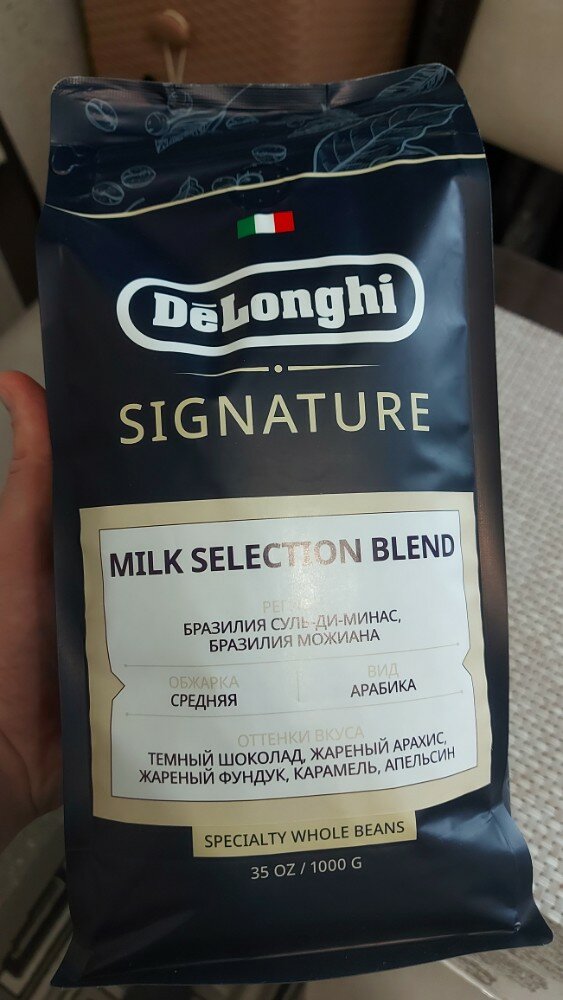 DēLonghi
SIGNATURE
MILK SELECTION BLEND
БРАЗИЛИЯ СУЛЬ-ДИ-МИНАС,
БРАЗИЛИЯ МОЖИАНА
ОБЖАРКА
СРЕДНЯЯ
ВИД
АРАБИКА
ОТТЕНКИ ВКУСА
ТЕМНЫЙ ШОКОЛАД, ЖАРЕНЫЙ АРАХИС,
ЖАРЕНЫЙ ФУНДУК, КАРАМЕЛЬ, АПЕЛЬСИН
SPECIALTY WHOLE BEANS
35 OZ / 1000 G